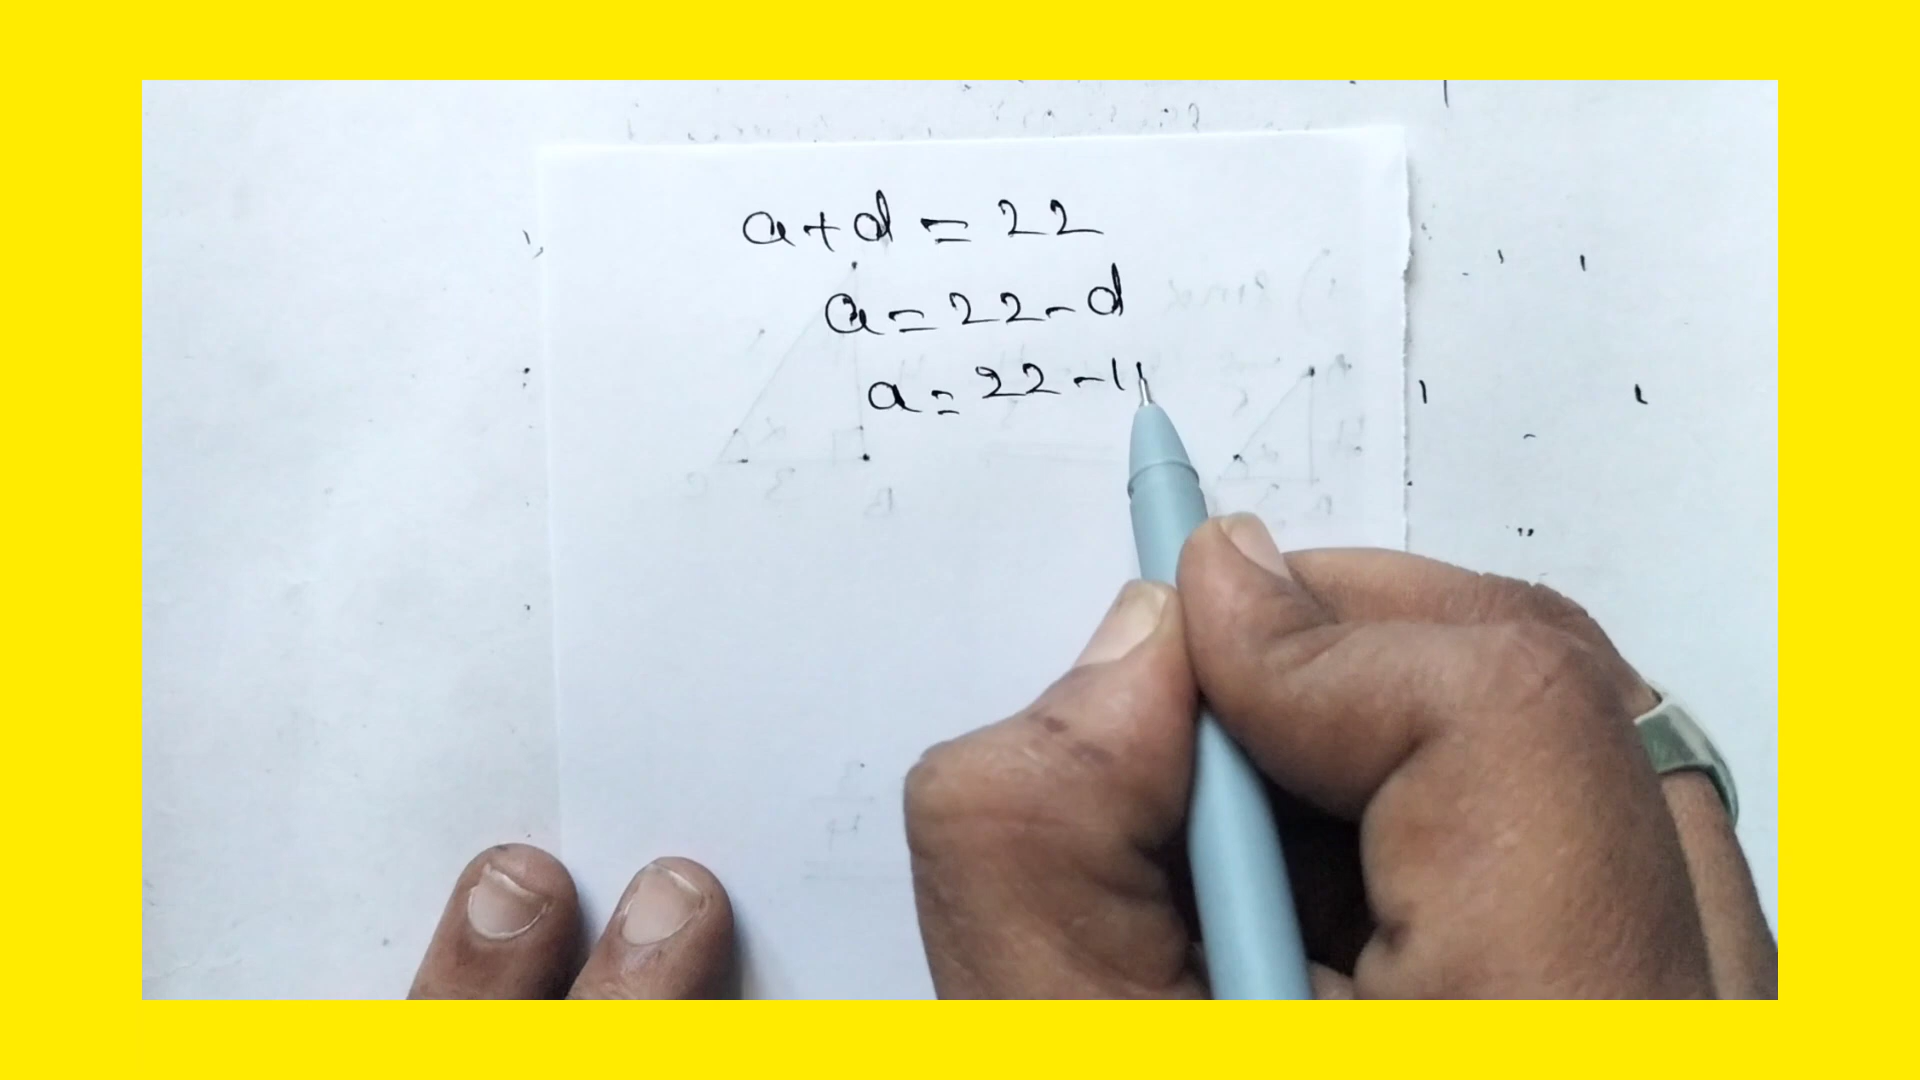 a+d = 22
a = 22-d
a = 22-11